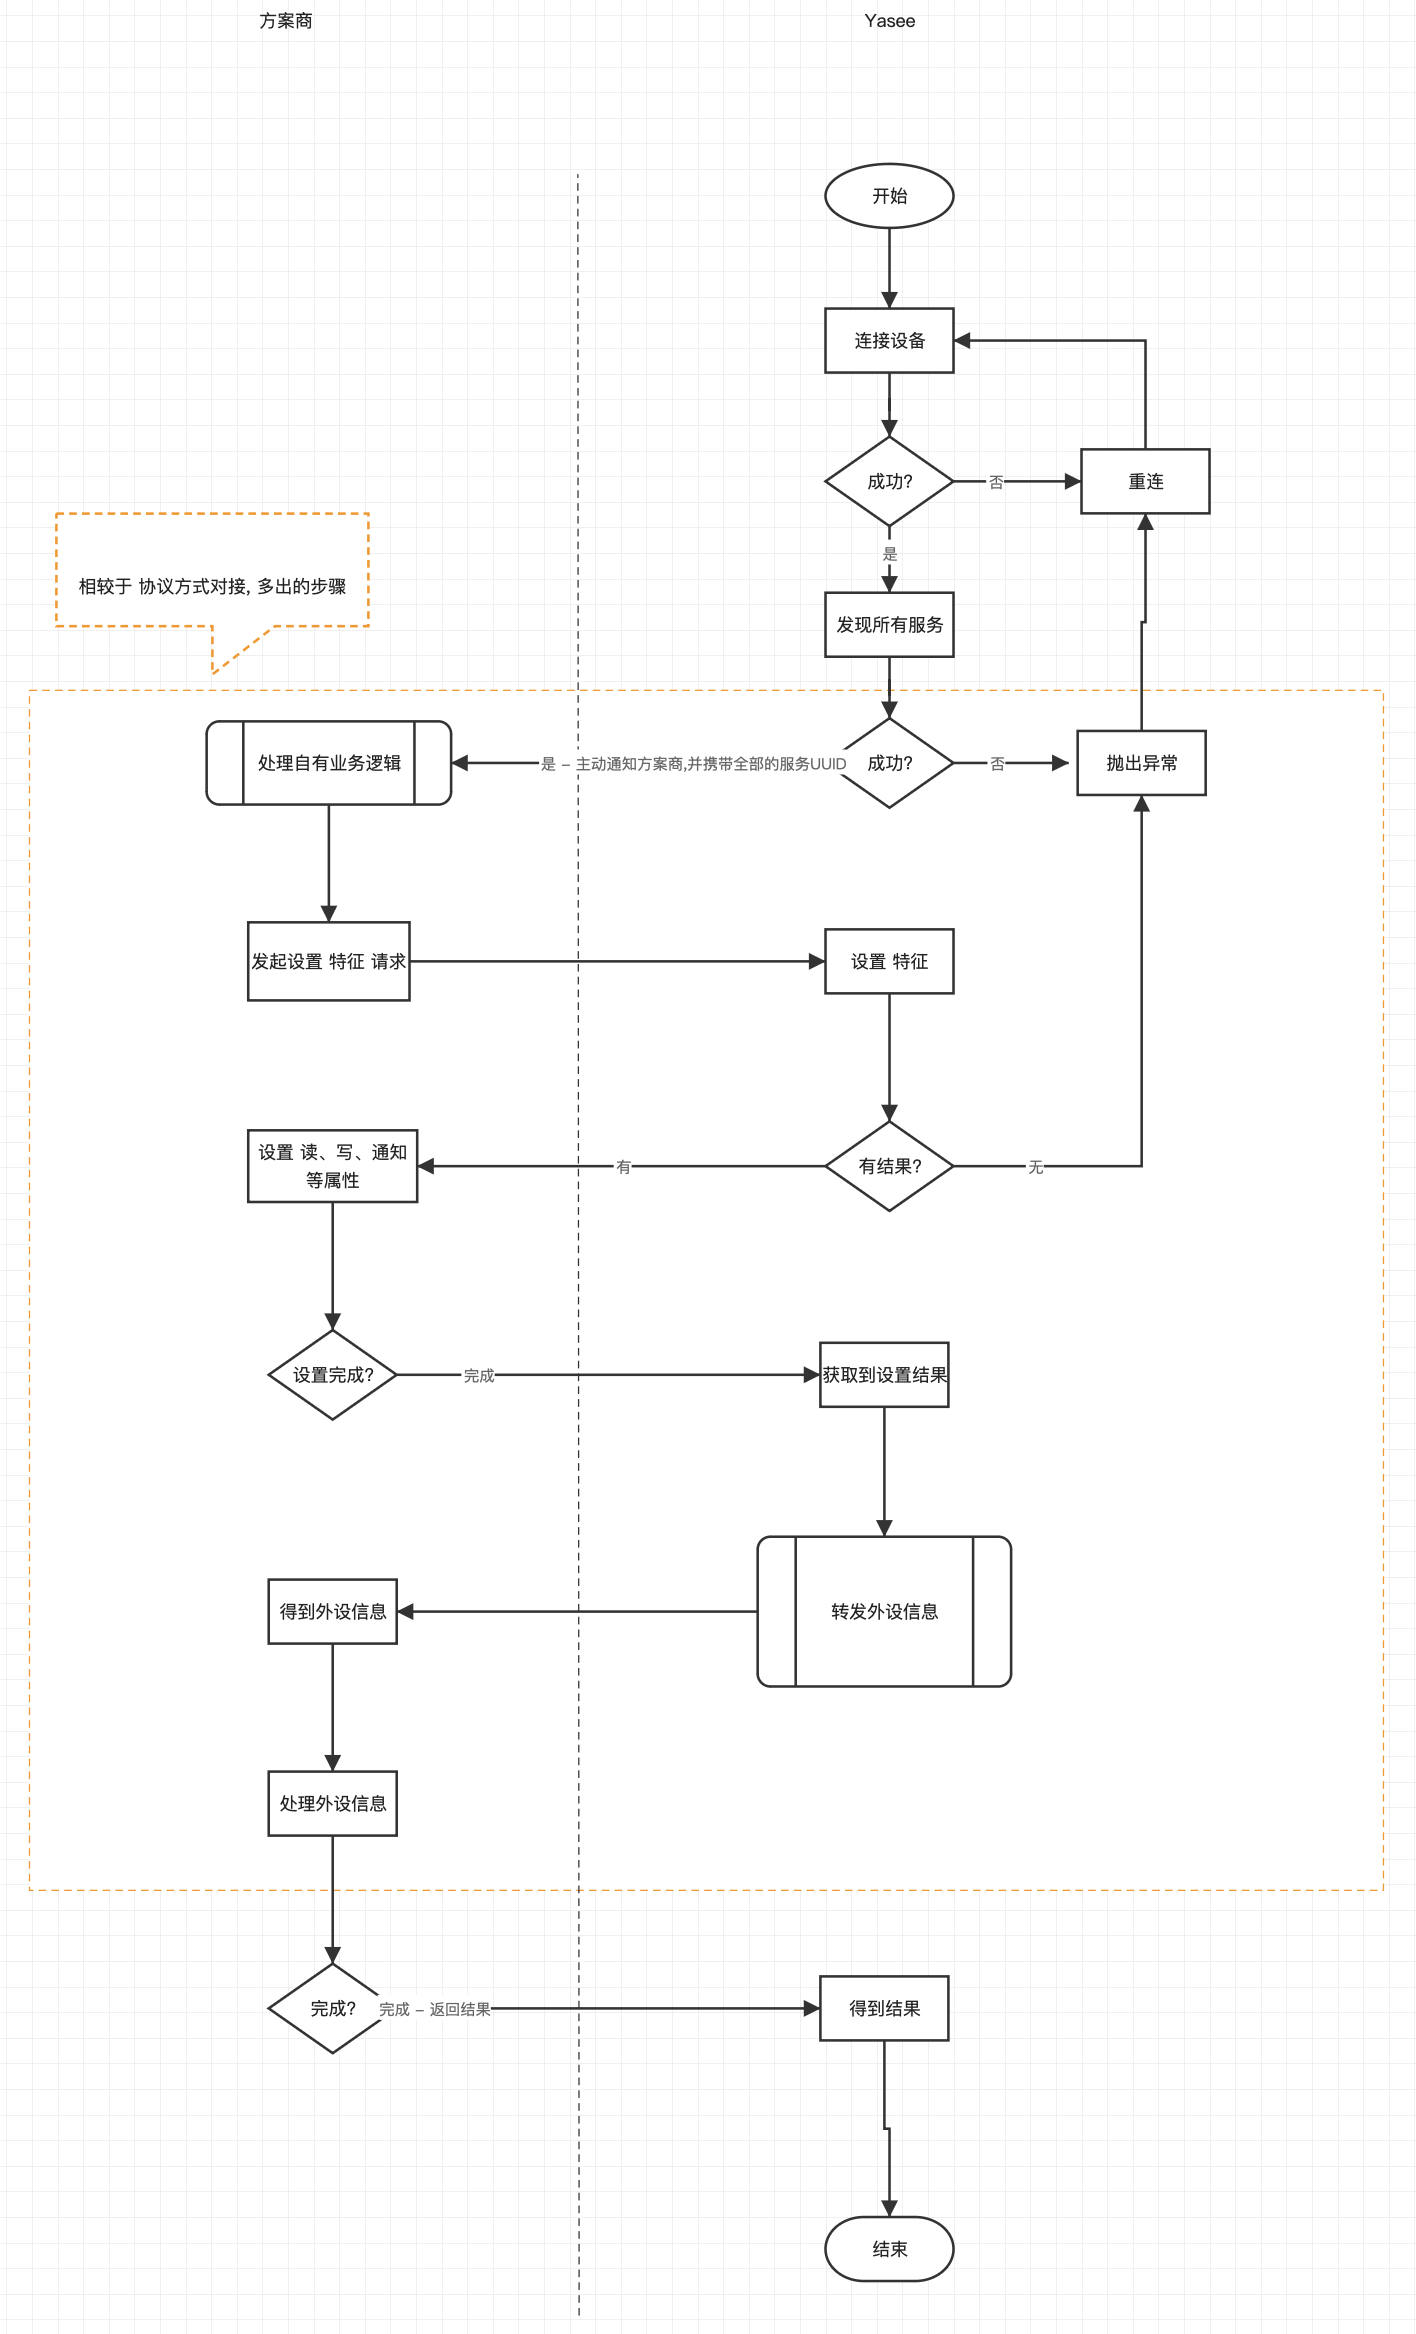 方案商
Yasee
开始
连接设备
成功?
否
重连
是
相较于 协议方式对接, 多出的步骤
发现所有服务
处理自有业务逻辑
是 – 主动通知方案商,并携带全部的服务UUID
成功?
否
抛出异常
发起设置 特征 请求
设置 特征
设置 读、写、通知
等属性
有
有结果?
无
设置完成?
完成
获取到设置结果
得到外设信息
转发外设信息
处理外设信息
完成?
完成 – 返回结果
得到结果
结束